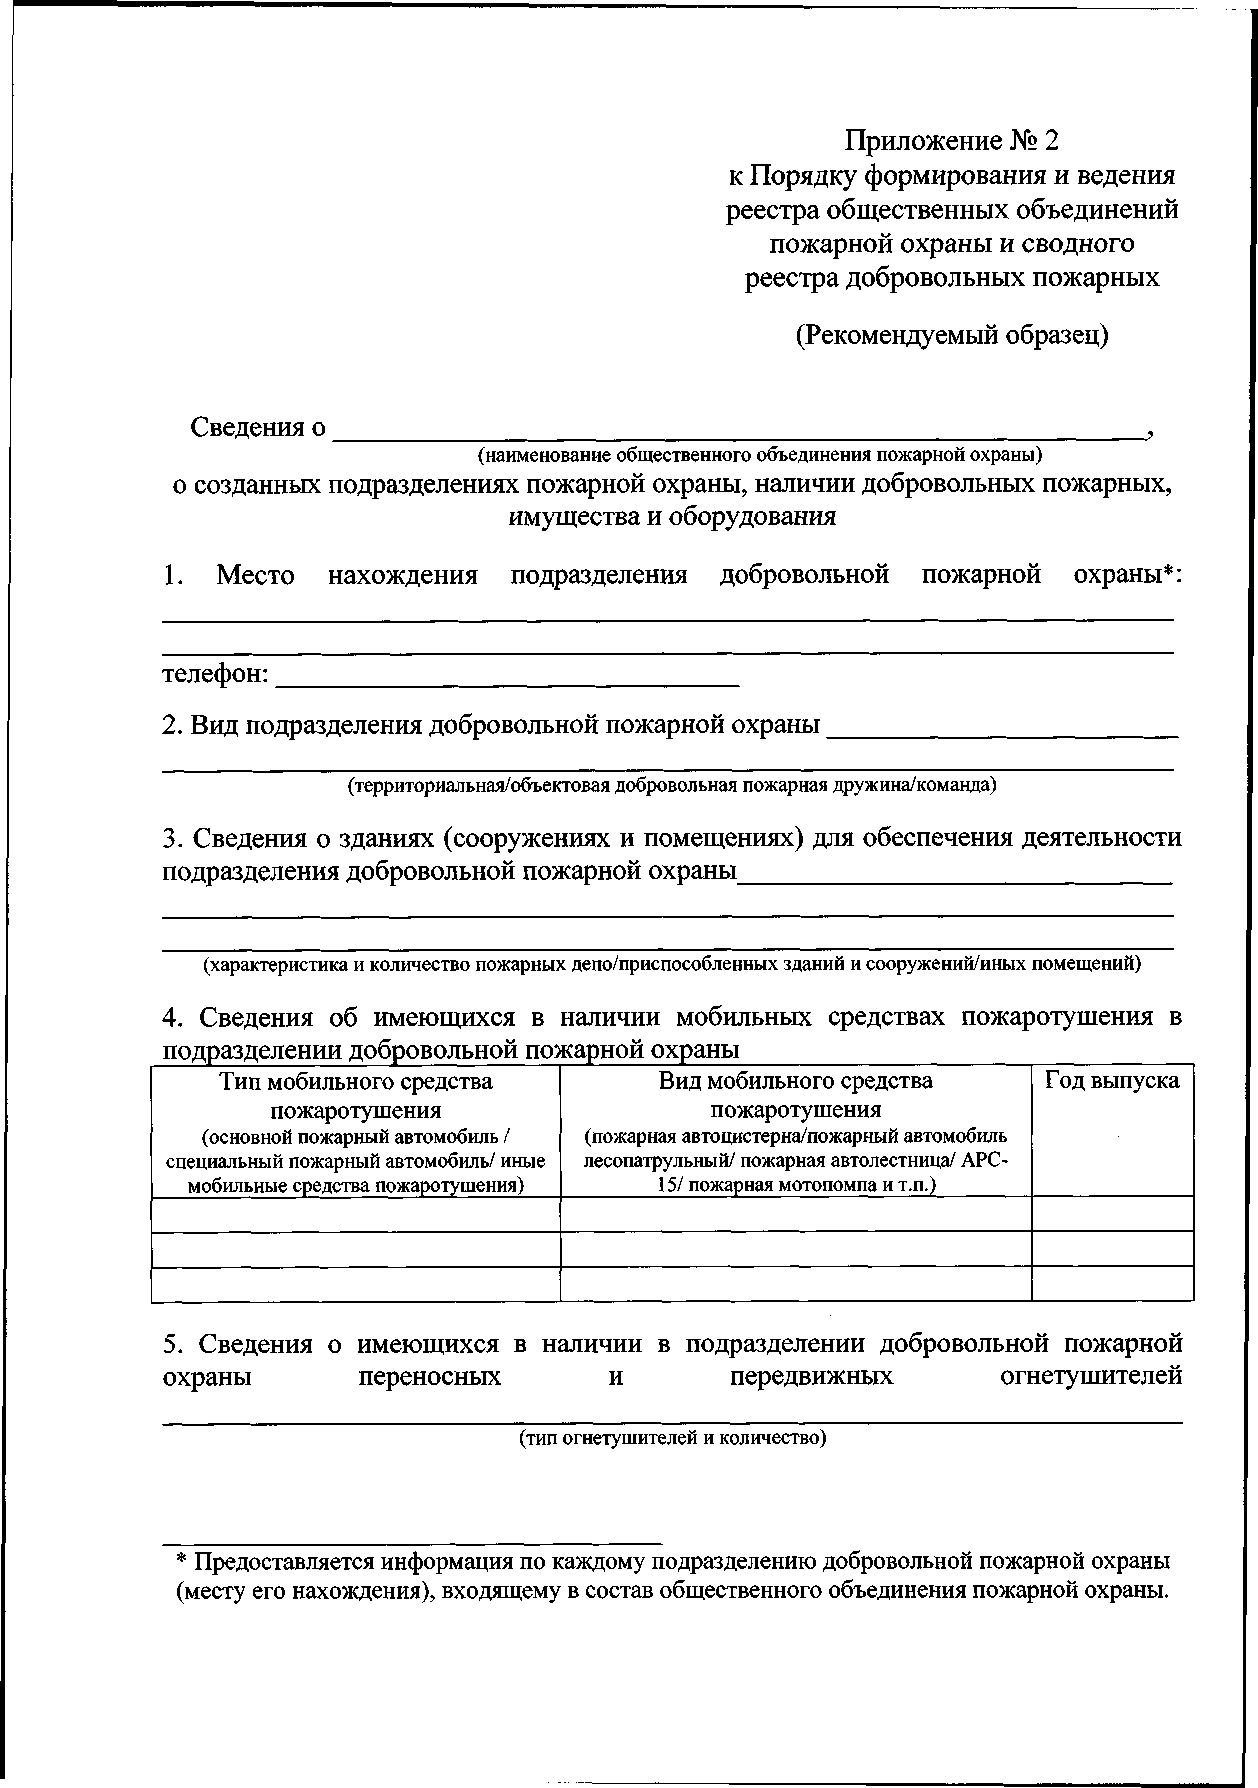 Приложение № 2
к Порядку формирования и ведения
реестра общественных объединений
пожарной охраны и сводного
реестра добровольных пожарных
(Рекомендуемый образец)
Сведения о ___________________________,
(наименование общественного объединения пожарной охраны)
о созданных подразделениях пожарной охраны, наличии добровольных пожарных,
имущества и оборудования
1. Место нахождения подразделения добровольной пожарной охраны*:
телефон: ___________________________
2. Вид подразделения добровольной пожарной охраны ___________________________
(территориальная/объектовая добровольная пожарная дружина/команда)
3. Сведения о зданиях (сооружениях и помещениях) для обеспечения деятельности
подразделения добровольной пожарной охраны___________________________
(характеристика и количество пожарных депо/приспособленных зданий и сооружений/иных помещений)
4. Сведения об имеющихся в наличии мобильных средствах пожаротушения в
подразделении добровольной пожарной охраны
Тип мобильного средства
пожаротушения
(основной пожарный автомобиль /
специальный пожарный автомобиль/ иные
мобильные средства пожаротушения)
Вид мобильного средства
пожаротушения
(пожарная автоцистерна/пожарный автомобиль
лесопатрульный/ пожарная автолестница/ АРС-
15/ пожарная мотопомпа и т.п.)
Год выпуска
5. Сведения о имеющихся в наличии в подразделении добровольной пожарной
охраны переносных и передвижных огнетушителей
(тип огнетушителей и количество)
* Предоставляется информация по каждому подразделению добровольной пожарной охраны
(месту его нахождения), входящему в состав общественного объединения пожарной охраны.